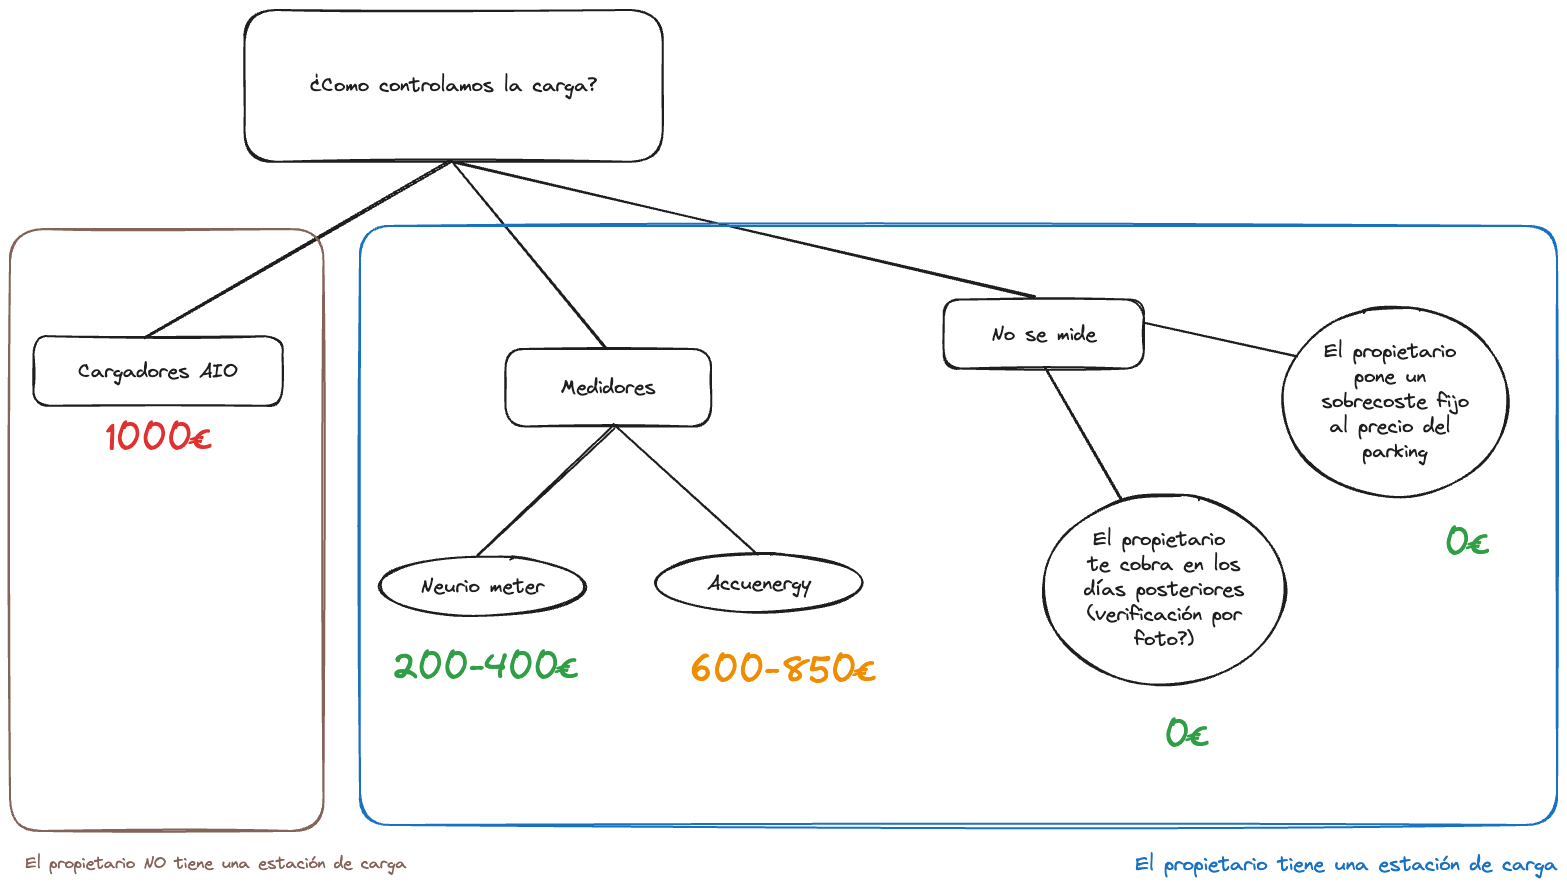 ¿Como controlamos la carga?
Cargadores AIO
1000€
Medidores
Neurio meter
200-400€
Accuenergy
600-850€
No se mide
El propietario
te cobra en los
días posteriores
(verificación por
foto?)
0€
El propietario
pone un
sobrecoste fijo
al precio del
parking
0€
El propietario NO tiene una estación de carga
El propietario tiene una estación de carga